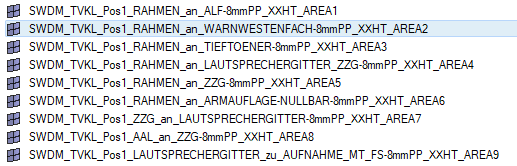 SWDM_TVKL_Pos1_RAHMEN_an_ALF-8mmPP_XXHT_AREA1
SWDM_TVKL_Pos1_RAHMEN_an_WARNWESTENFACH-8mmPP_XXHT_AREA2
SWDM_TVKL_Pos1_RAHMEN_an_TIEFTOENER-8mmPP_XXHT_AREA3
SWDM_TVKL_Pos1_RAHMEN_an_LAUTSPRECHERGITTER_ZZG-8mmPP_XXHT_AREA4
SWDM_TVKL_Pos1_RAHMEN_an_ZZG-8mmPP_XXHT_AREA5
SWDM_TVKL_Pos1_RAHMEN_an_ARMAUFLAGE-NULLBAR-8mmPP_XXHT_AREA6
SWDM_TVKL_Pos1_ZZG_an_LAUTSPRECHERGITTER-8mmPP_XXHT_AREA7
SWDM_TVKL_Pos1_AAL_an_ZZG-8mmPP_XXHT_AREA8
SWDM_TVKL_Pos1_LAUTSPRECHERGITTER_zu_AUFNAHME_MT_FS-8mmPP_XXHT_AREA9